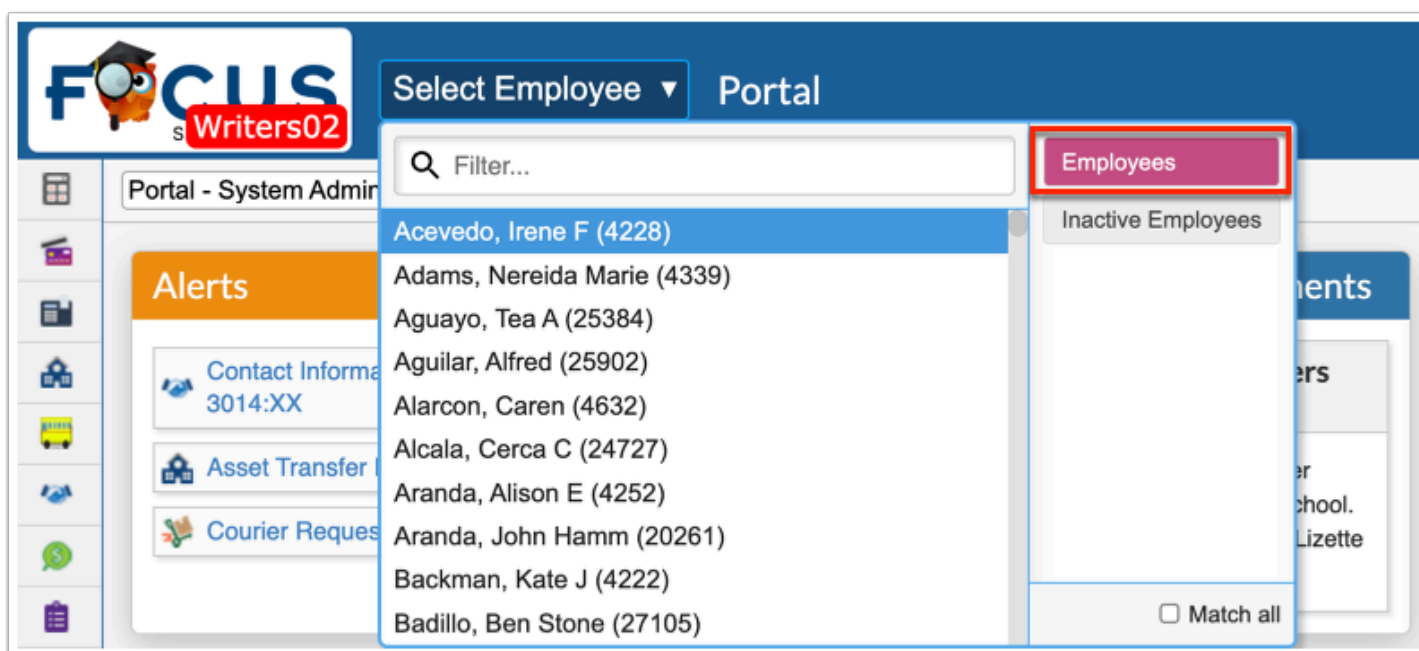 FOCUS
S
Writers02
Select Employee ▼
Portal
Portal - System Admin
Filter...
Employees
Inactive Employees
Acevedo, Irene F (4228)
Adams, Nereida Marie (4339)
Aguayo, Tea A (25384)
Aguilar, Alfred (25902)
Alarcon, Caren (4632)
Alcala, Cerca C (24727)
Aranda, Alison E (4252)
Aranda, John Hamm (20261)
Backman, Kate J (4222)
Badillo, Ben Stone (27105)
Match all
Alerts
Contact Informa
3014:XX
Asset Transfer
Courier Reques
ents
ers
er
chool.
Lizette